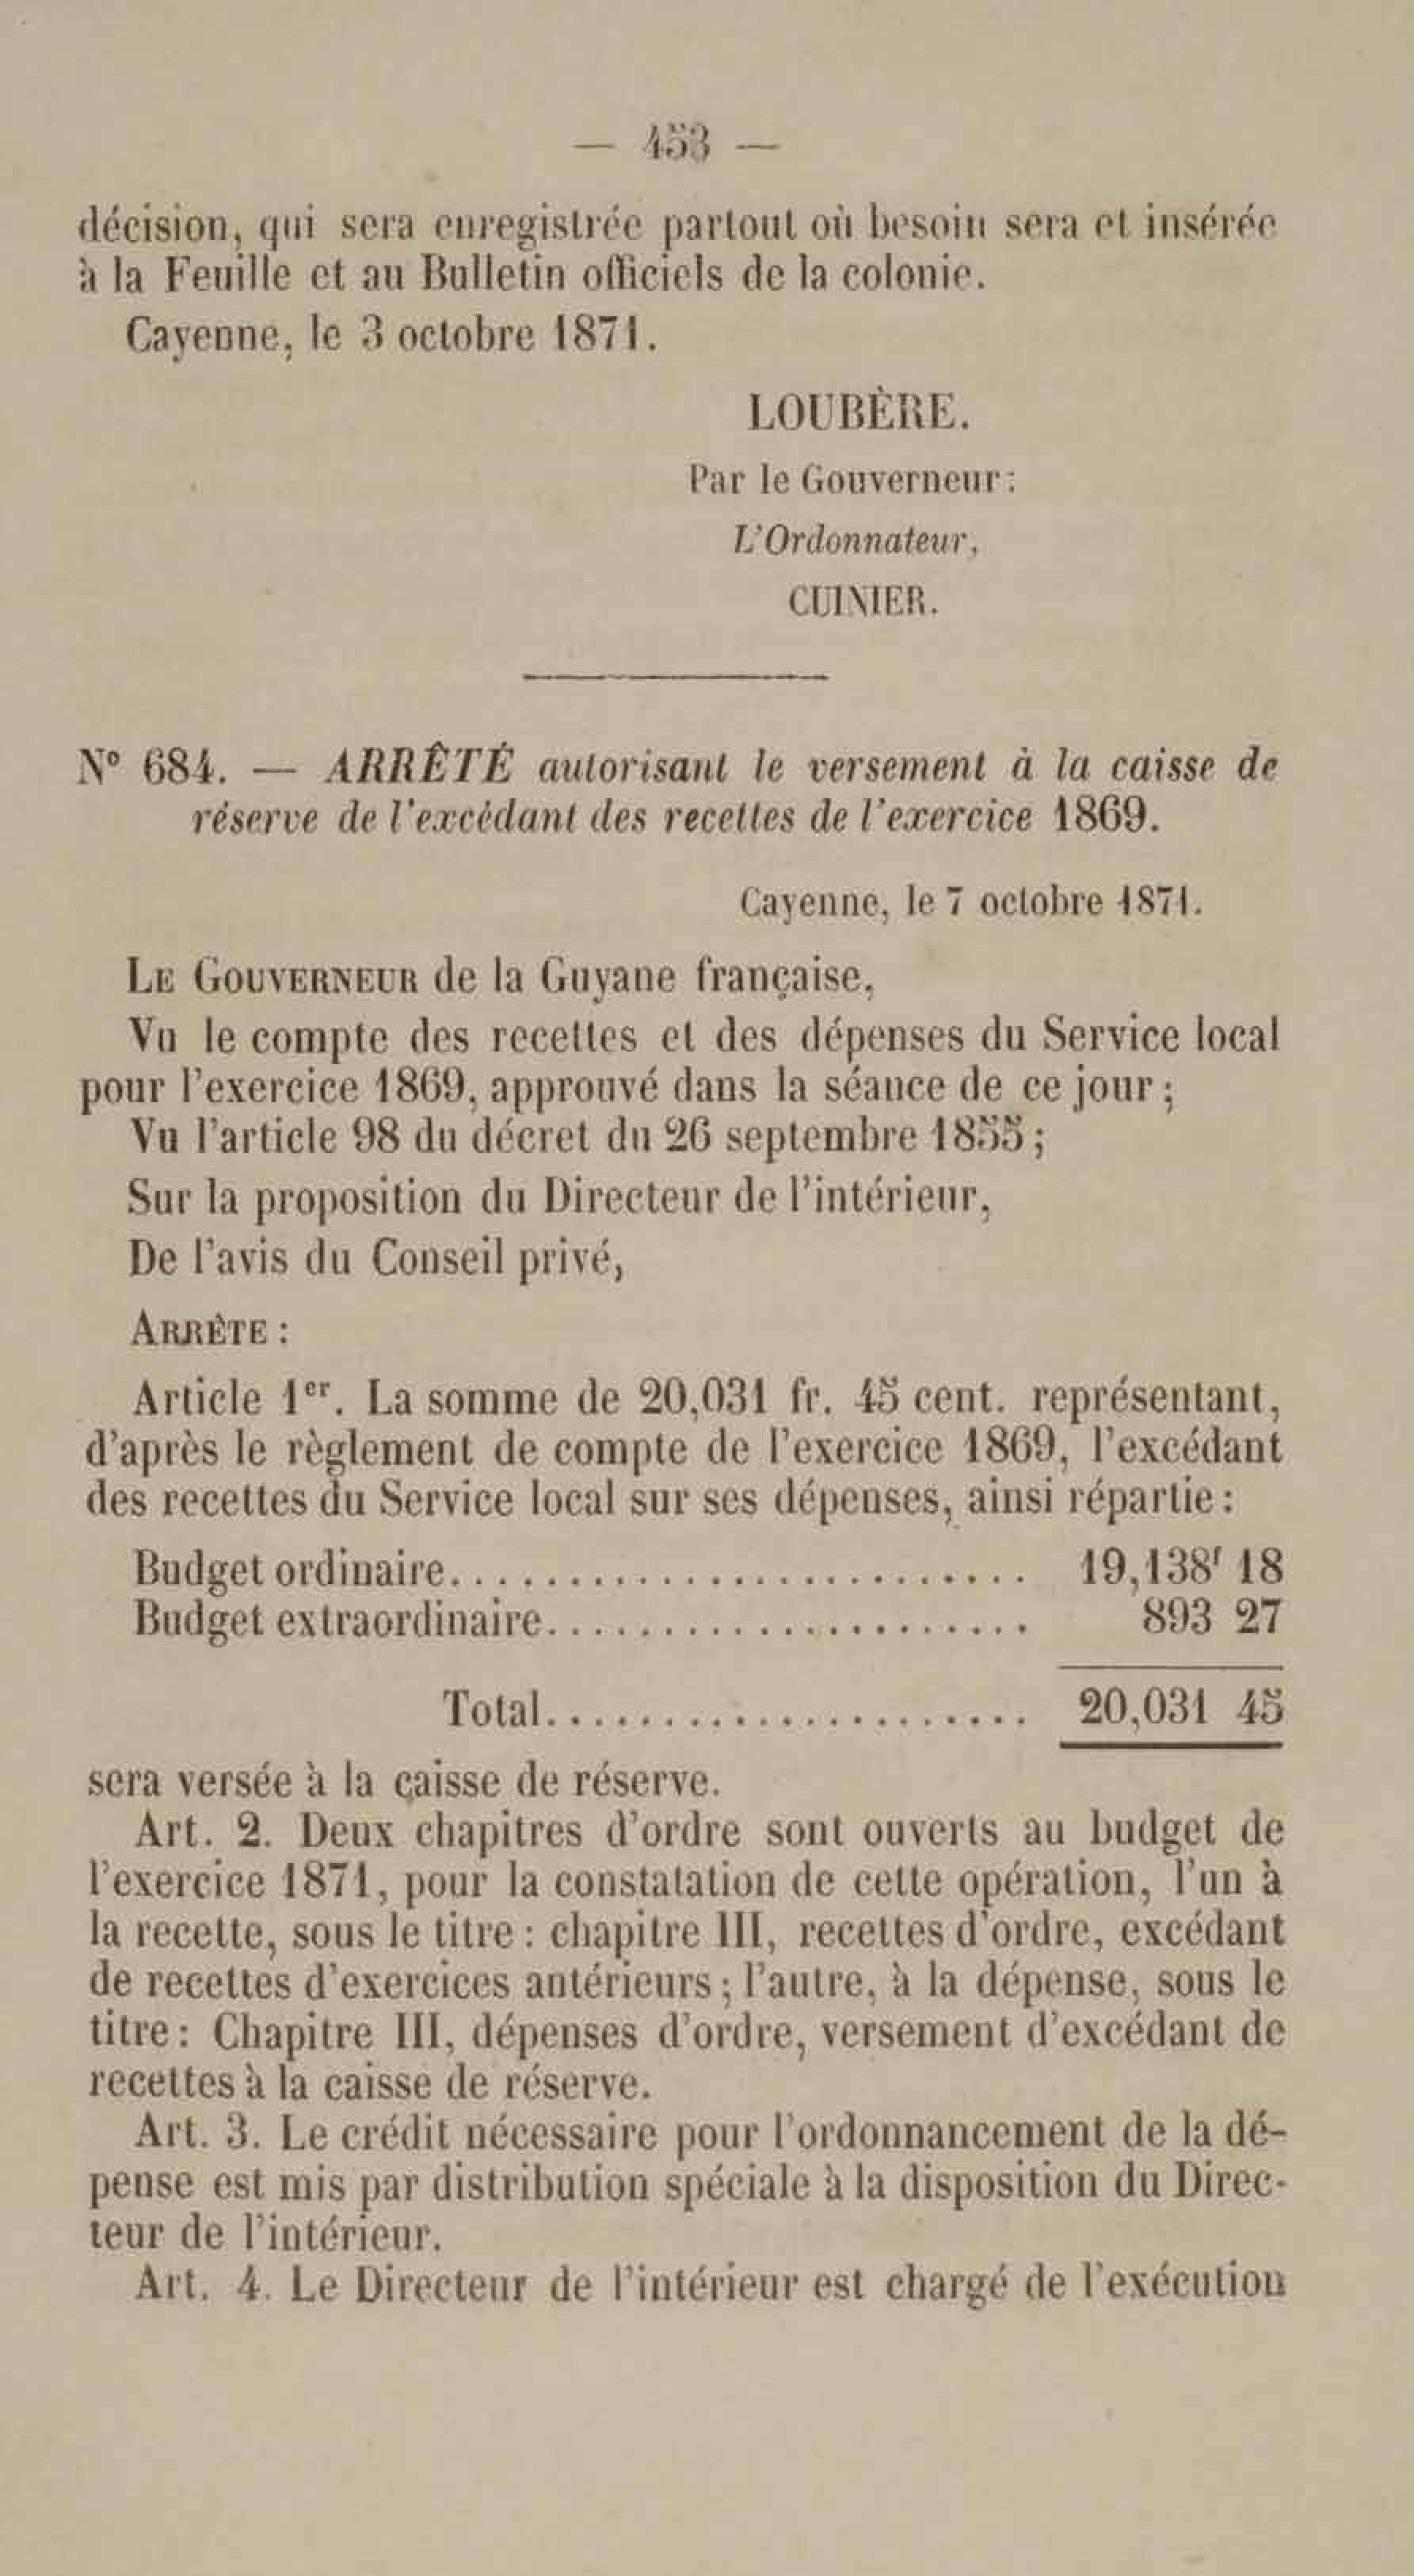 — 453 —
décision, qui sera enregistrée partout où besoin sera et insérée
à la Feuille et au Bulletin officiels de la colonie.
Cayenne, le 3 octobre 1871.
LOUBÈRE.
Par le Gouverneur:
L'Ordonnateur,
CUINIER.
N° 684. — ARRÊTÉ autorisant le versement à la caisse de
réserve de l'excédant des recettes de l'exercice 1869.
Cayenne, le 7 octobre 1871.
LE GOUVERNEUR de la Guyane française,
Vu le compte des recettes et des dépenses du Service local
pour l'exercice 1869, approuvé dans la séance de ce jour;
Vu l'article 98 du décret du 26 septembre 1855;
Sur la proposition du Directeur de l'intérieur,
De l'avis du Conseil privé,
ARRÊTE :
Article 1er. La somme de 20,031 fr. 45 cent. représentant,
d'après le règlement de compte de l'exercice 1869, l'excédant
des recettes du Service local sur ses dépenses, ainsi répartie :
Budget ordinaire.......................... 19,138f 18
Budget extraordinaire...................... 893 27
Total...................... 20,031 45
sera versée à la caisse de réserve.
Art. 2. Deux chapitres d'ordre sont ouverts au budget de
l'exercice 1871, pour la constatation de cette opération, l'un à
la recette, sous le titre : chapitre III, recettes d'ordre, excédant
de recettes d'exercices antérieurs ; l'autre, à la dépense, sous le
titre : Chapitre III, dépenses d'ordre, versement d'excédant de
recettes à la caisse de réserve.
Art. 3. Le crédit nécessaire pour l'ordonnancement de la dé-
pense est mis par distribution spéciale à la disposition du Direc-
teur de l'intérieur.
Art. 4. Le Directeur de l'intérieur est chargé de l'exécution